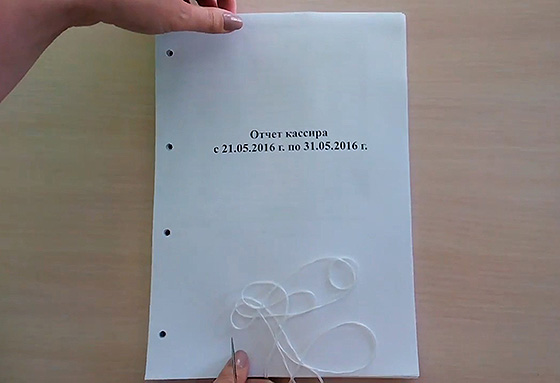 Отчет кассира
с 21.05.2016 г. по 31.05.2016 г.